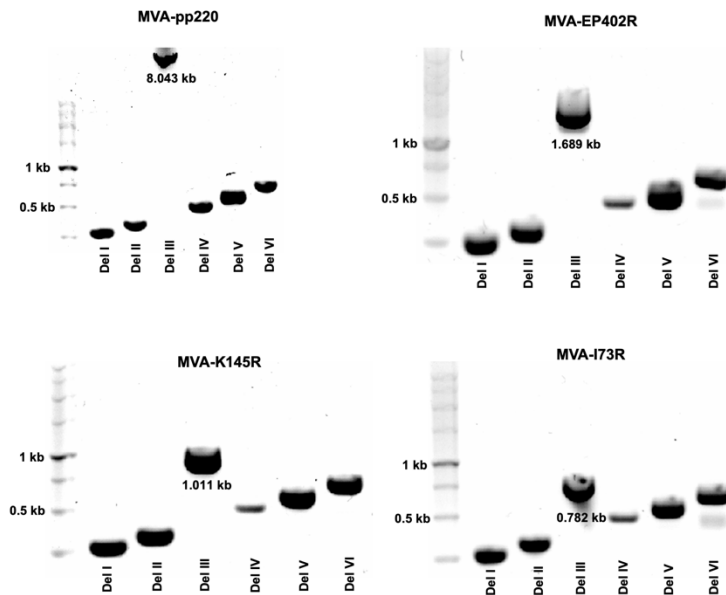 MVA-pp220
8.043 kb
1 kb
0.5 kb
Del I
Del II
Del III
Del IV
Del V
Del VI
MVA-EP402R
1 kb
1.689 kb
0.5 kb
Del I
Del II
Del III
Del IV
Del V
Del VI
MVA-K145R
1 kb
1.011 kb
0.5 kb
Del I
Del II
Del III
Del IV
Del V
Del VI
MVA-I73R
1 kb
0.5 kb
0.782 kb
Del I
Del II
Del III
Del IV
Del V
Del VI